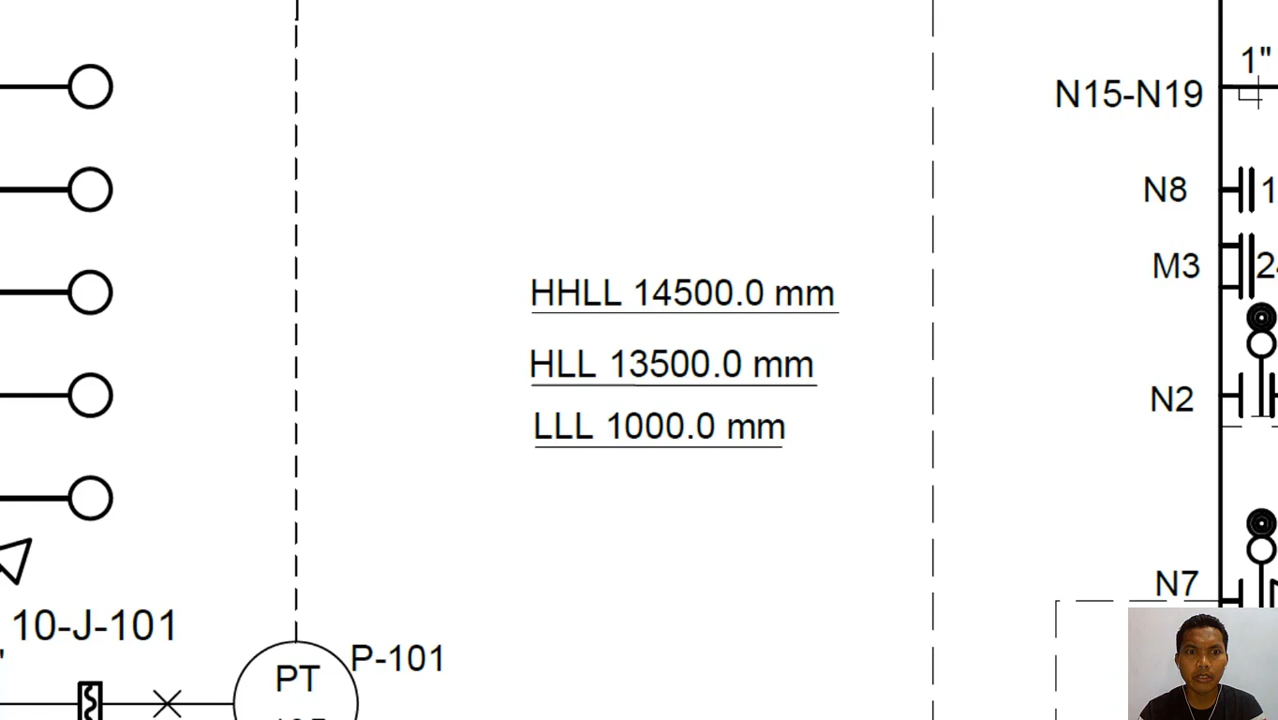 1"
N15-N19
N8
M3
HHLL 14500.0 mm
HLL 13500.0 mm
N2
LLL 1000.0 mm
N7
10-J-101
P-101
PT